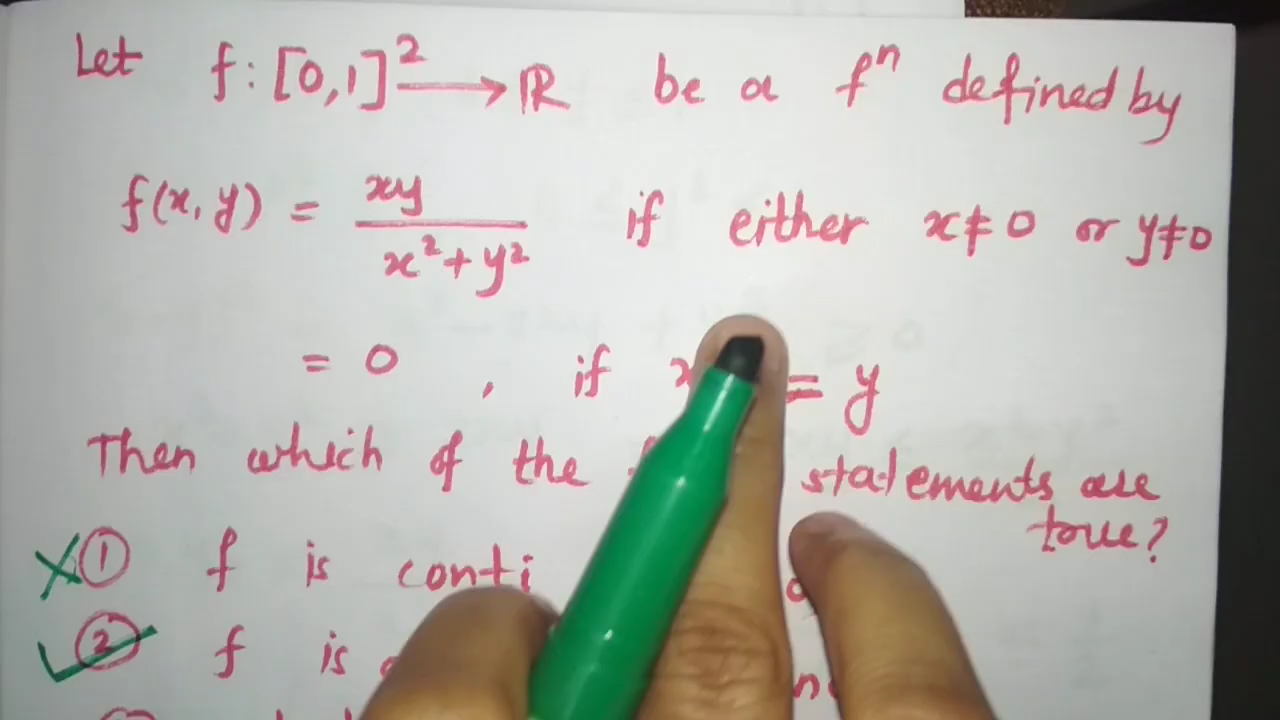 Let f : [0,1]² → ℝ be a fⁿ defined by
f(x, y) = xy / x² + y² if either x ≠ 0 or y ≠ 0
= 0 , if x = y
Then which of the statements are
true?
① f is conti
② f is